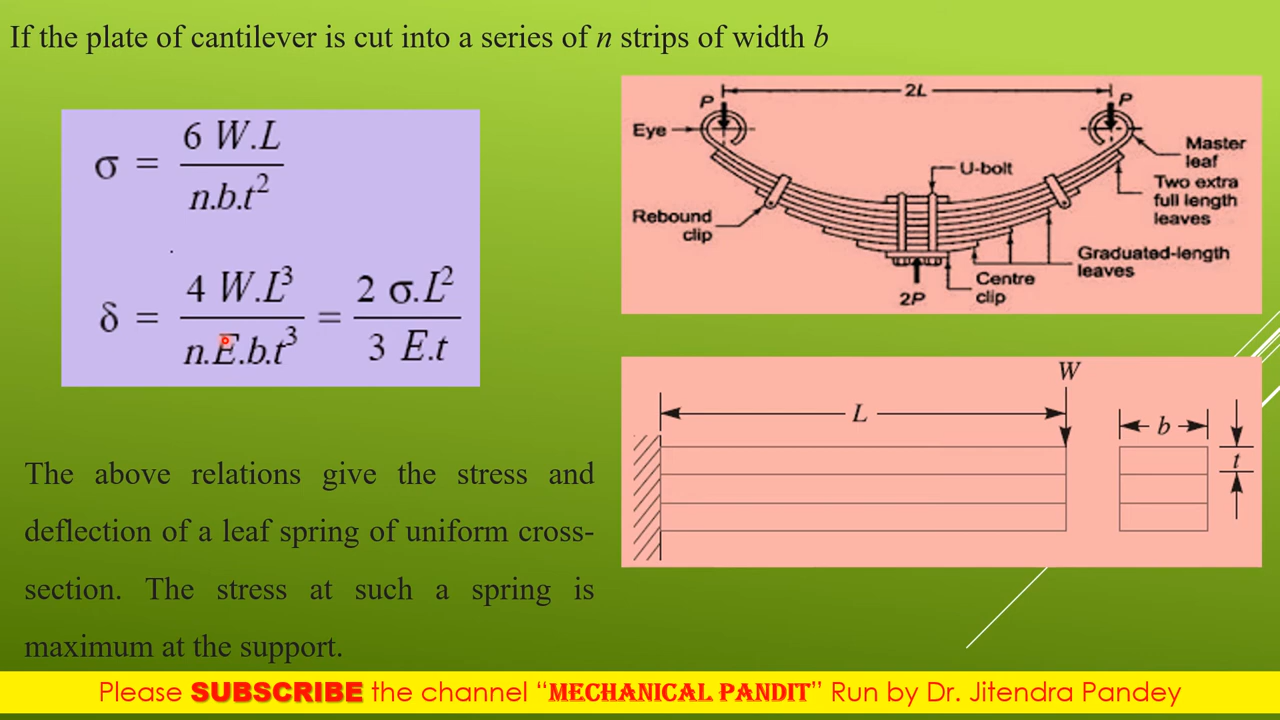 If the plate of cantilever is cut into a series of n strips of width b
σ = 6 W.L / n.b.t²
δ = 4 W.L³ / n.E.b.t³ = 2 σ.L² / 3 E.t
The above relations give the stress and
deflection of a leaf spring of uniform cross-
section. The stress at such a spring is
maximum at the support.
2L
P
P
Eye
Master
leaf
U-bolt
Two extra
full length
leaves
Rebound
clip
Graduated-length
leaves
Centre
clip
2P
W
L
b
t
Please SUBSCRIBE the channel “MECHANICAL PANDIT” Run by Dr. Jitendra Pandey